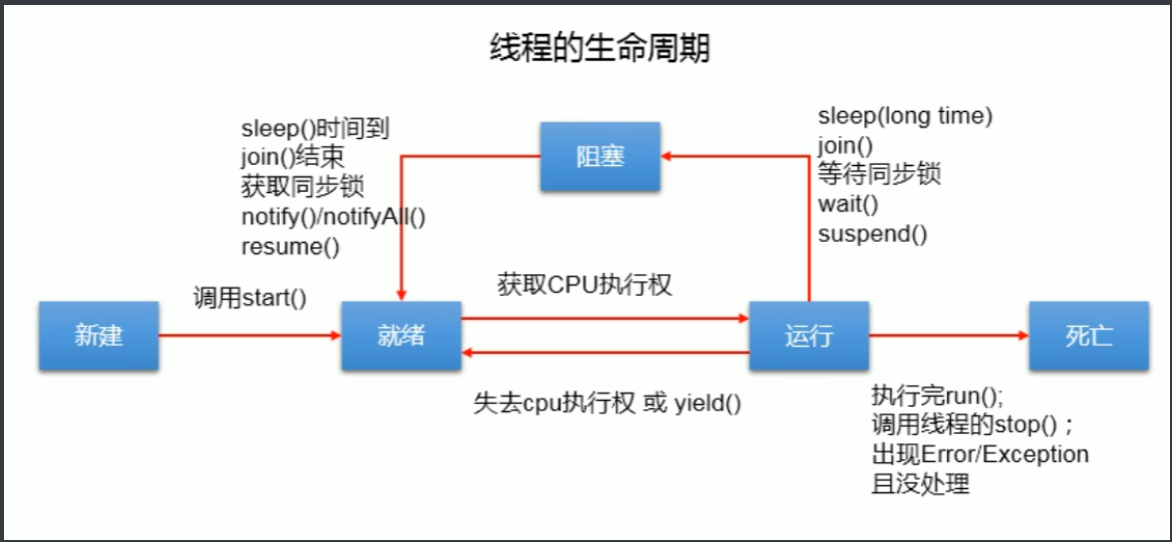 线程的生命周期
sleep()时间到
join()结束
获取同步锁
notify()/notifyAll()
resume()
阻塞
sleep(long time)
join()
等待同步锁
wait()
suspend()
新建
调用start()
就绪
获取CPU执行权
失去cpu执行权 或 yield()
运行
死亡
执行完run();
调用线程的stop()；
出现Error/Exception
且没处理